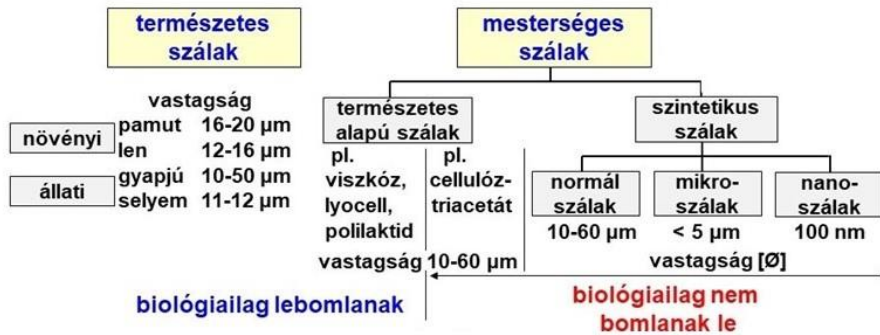 természetes
szálak
mesterséges
szálak
vastagság
növényi
pamut 16-20 µm
len 12-16 µm
állati
gyapjú 10-50 µm
selyem 11-12 µm
természetes
alapú szálak
pl.
viszkóz,
lyocell,
polilaktid
pl.
cellulóz-
triacetát
vastagság 10-60 µm
szintetikus
szálak
normál
szálak
10-60 µm
mikro-
szálak
< 5 µm
nano-
szálak
100 nm
vastagság [Ø]
biológiailag lebomlanak
biológiailag nem
bomlanak le